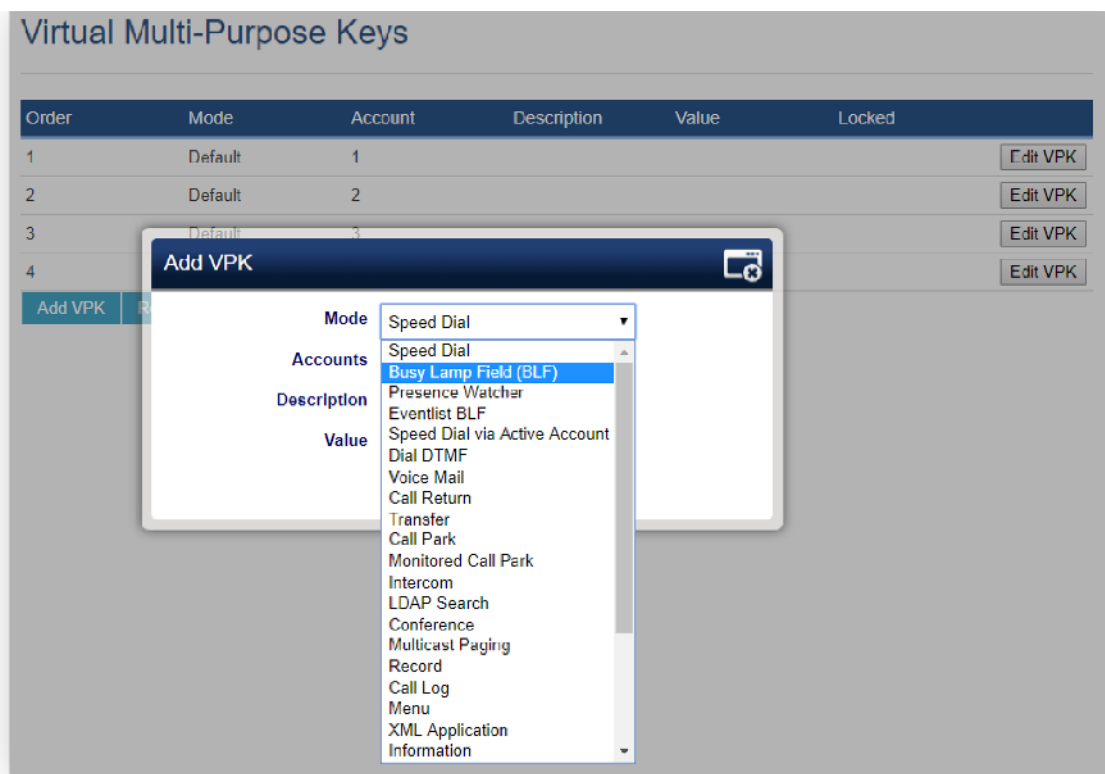 Virtual Multi-Purpose Keys
Order Mode Account Description Value Locked
1 Default 1 Edit VPK
2 Default 2 Edit VPK
3 Default 3 Edit VPK
4 Edit VPK
Add VPK
Add VPK
Mode Speed Dial
Accounts
Description
Value
Speed Dial
Busy Lamp Field (BLF)
Presence Watcher
Eventlist BLF
Speed Dial via Active Account
Dial DTMF
Voice Mail
Call Return
Transfer
Call Park
Monitored Call Park
Intercom
LDAP Search
Conference
Multicast Paging
Record
Call Log
Menu
XML Application
Information